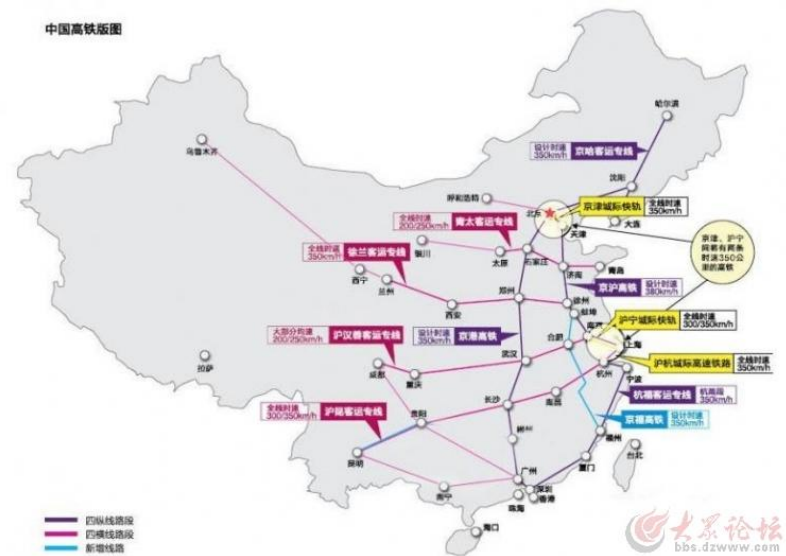 中国高铁版图
哈尔滨
乌鲁木齐
设计时速
350km/h
京哈客运专线
沈阳
呼和浩特
北京
京津城际快轨
全线时速
350km/h
大连
天津
京津、沪宁
间将有两条
时速350公
里的高铁
全线时速
200/250km/h
青太客运专线
银川
太原
石家庄
济南
青岛
全线时速
350km/h
徐兰客运专线
西宁
兰州
京沪高铁
设计时速
380km/h
郑州
徐州
西安
蚌埠
南京
沪宁城际快轨
全线时速
300/350km/h
大部分时速
200/250km/h
沪汉蓉客运专线
设计时速
350km/h
京港高铁
合肥
上海
拉萨
武汉
沪杭城际高速铁路
全线时速
350km/h
成都
重庆
杭州
宁波
全线时速
300/350km/h
沪昆客运专线
贵阳
长沙
南昌
杭福客运专线
杭甬段
350km/h
京福高铁
设计时速
350km/h
郴州
福州
昆明
台北
厦门
广州
南宁
深圳
珠海
香港
海口
四纵线路段
四横线路段
新增线路
大众论坛
bbs.dzwww.com